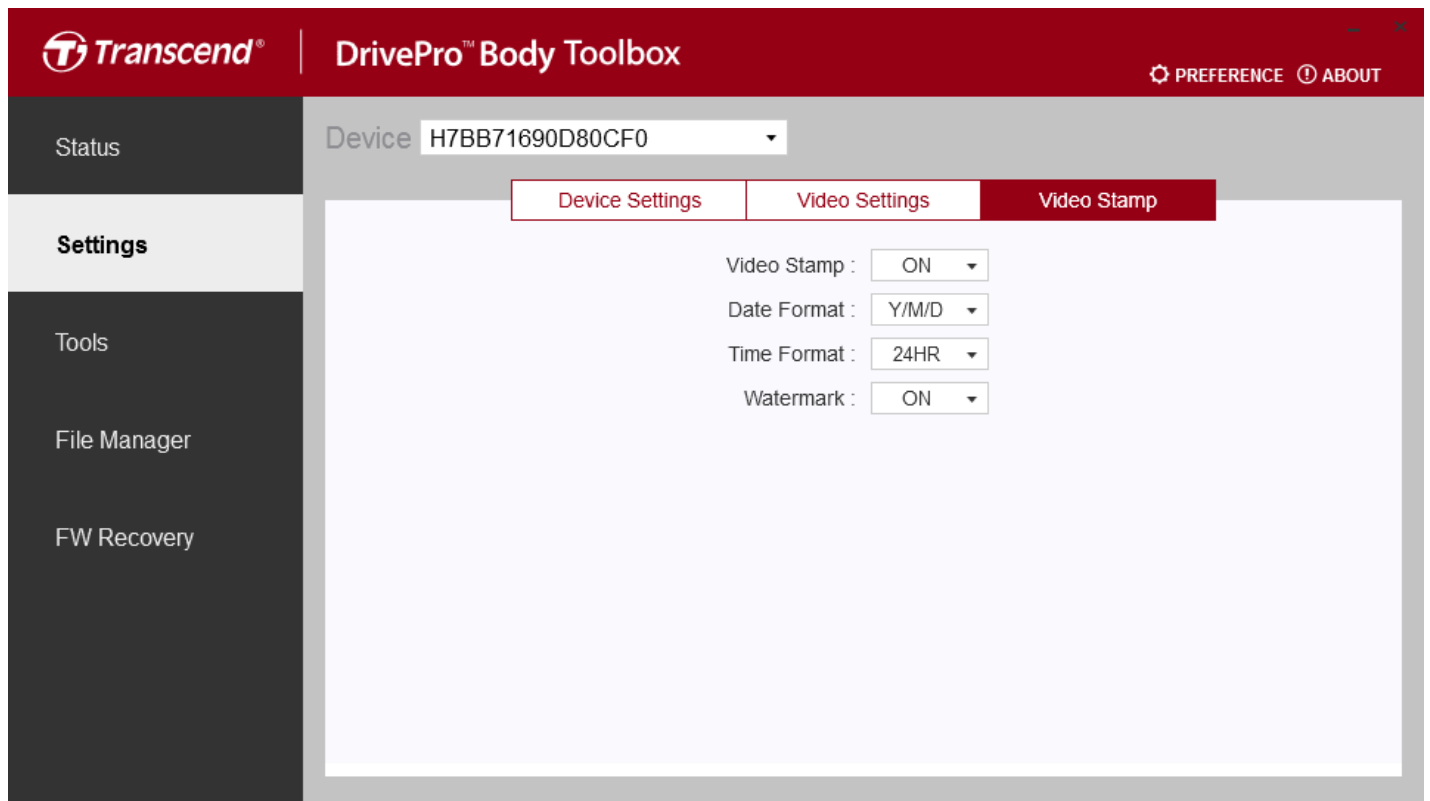 Transcend® DrivePro™ Body Toolbox
PREFERENCE ABOUT
Status
Settings
Tools
File Manager
FW Recovery
Device H7BB71690D80CF0
Device Settings Video Settings Video Stamp
Video Stamp : ON
Date Format : Y/M/D
Time Format : 24HR
Watermark : ON